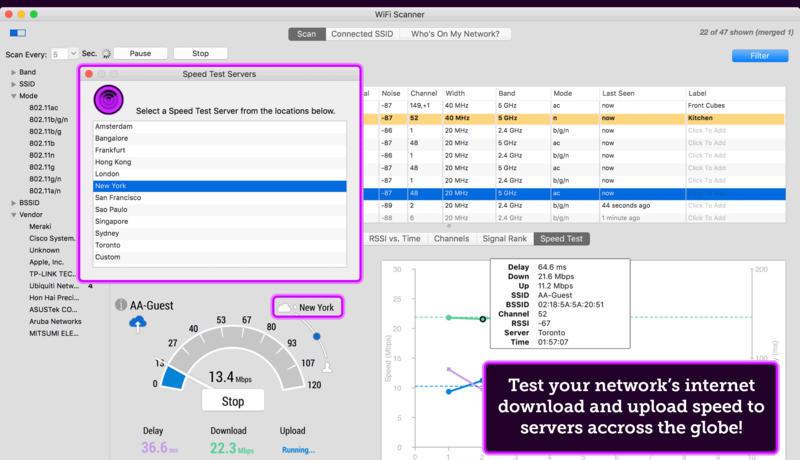 WiFi Scanner
Scan Connected SSID Who's On My Network?
22 of 47 shown (merged 1)
Scan Every: 5 Sec. Pause Stop
Filter
Band
SSID
Mode
802.11ac
802.11b/g/n
802.11b/g
802.11b
802.11n
802.11g
802.11g/n
802.11a/n
BSSID
Vendor
Meraki
Cisco System..
Unknown
Apple, Inc.
TP-LINK TEC..
Ubiquiti Networ.. 4
Hon Hai Preci...
ASUSTek CO...
Aruba Networks
MITSUMI ELE...
Speed Test Servers
Select a Speed Test Server from the locations below.
Amsterdam
Bangalore
Frankfurt
Hong Kong
London
New York
San Francisco
Sao Paulo
Singapore
Sydney
Toronto
Custom
Noise Channel Width Band Mode Last Seen Label
-87 149,+1 40 MHz 5 GHz ac now Front Cubes
-87 52 40 MHz 5 GHz n now Kitchen
-86 1 20 MHz 2.4 GHz b/g/n now Click To Add
-87 48 20 MHz 5 GHz ac now Click To Add
-86 1 20 MHz 2.4 GHz b/g/n now Click To Add
-87 48 20 MHz 5 GHz ac now Click To Add
-87 1 20 MHz 2.4 GHz b/g/n now Click To Add
-87 48 20 MHz 5 GHz ac now
-89 2 20 MHz 2.4 GHz b/g/n 44 seconds ago Click To Add
-88 6 20 MHz 2.4 GHz b/g/n 1 minute ago Click To Add
RSSI vs. Time Channels Signal Rank Speed Test
AA-Guest
New York
0 13 27 40 53 67 80 93 107 120
13.4 Mbps
Stop
Delay Download Upload
36.6 ms 22.3 Mbps Running...
Speed (Mbps)
30
25
20
15
10
5
0
200
100
Delay 64.6 ms
Down 21.6 Mbps
Up 11.2 Mbps
SSID AA-Guest
BSSID 02:18:5A:5A:20:51
Channel 52
RSSI -67
Server Toronto
Time 01:57:07
Test your network's internet
download and upload speed to
servers accross the globe!